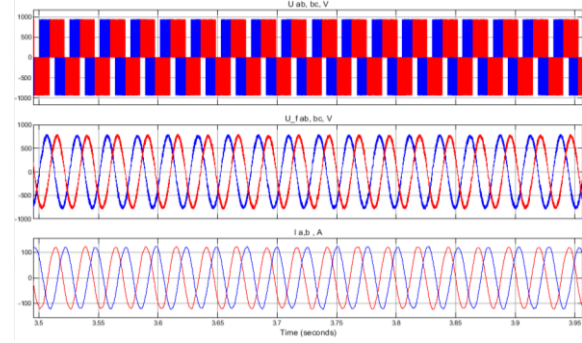 U ab, bc, V
1000
500
0
-500
-1000
U_f ab, bc, V
1000
500
0
-500
-1000
I a,b , A
100
0
-100
3.5 3.55 3.6 3.65 3.7 3.75 3.8 3.85 3.9 3.95
Time (seconds)